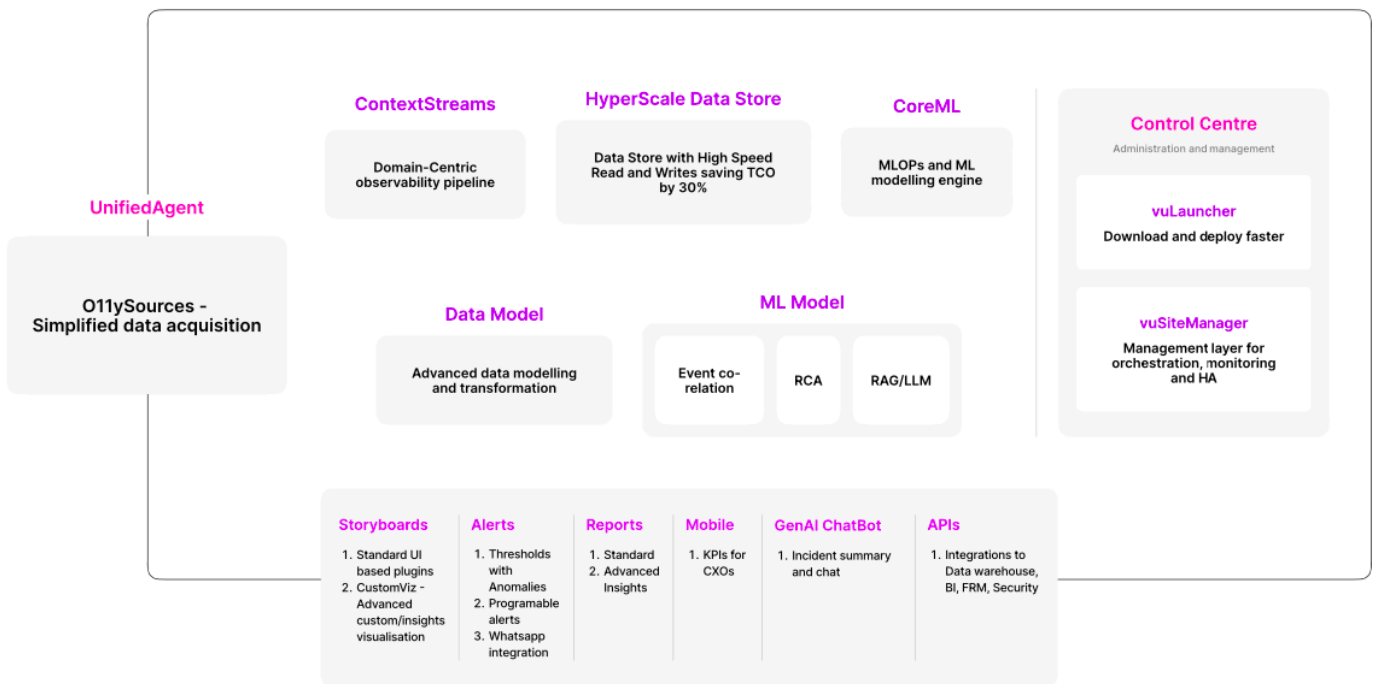 ContextStreams
Domain-Centric
observability pipeline
HyperScale Data Store
Data Store with High Speed
Read and Writes saving TCO
by 30%
CoreML
MLOPs and ML
modelling engine
Control Centre
Administration and management
vuLauncher
Download and deploy faster
vuSiteManager
Management layer for
orchestration, monitoring
and HA
UnifiedAgent
O11ySources -
Simplified data acquisition
Data Model
Advanced data modelling
and transformation
ML Model
Event co-
relation
RCA
RAG/LLM
Storyboards
1. Standard UI
based plugins
2. CustomViz -
Advanced
custom/insights
visualisation
Alerts
1. Thresholds
with
Anomalies
2. Programable
alerts
3. Whatsapp
integration
Reports
1. Standard
2. Advanced
Insights
Mobile
1. KPIs for
CXOs
GenAI ChatBot
1. Incident summary
and chat
APIs
1. Integrations to
Data warehouse,
BI, FRM, Security